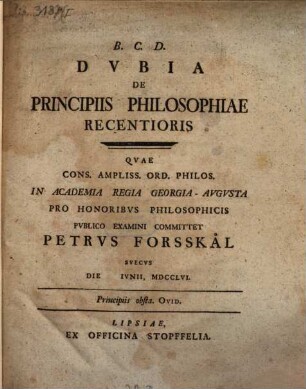 B. C. D.
DVBIA
DE
PRINCIPIIS PHILOSOPHIAE
RECENTIORIS
QVAE
CONS. AMPLISS. ORD. PHILOS.
IN ACADEMIA REGIA GEORGIA-AVGVSTA
PRO HONORIBVS PHILOSOPHICIS
PVBLICO EXAMINI COMMITTET
PETRVS FORSSKÅL
SVECVS
DIE IVNII, MDCCLVI.
Principiis obsta. OVID.
LIPSIAE,
EX OFFICINA STOPFFELIA.